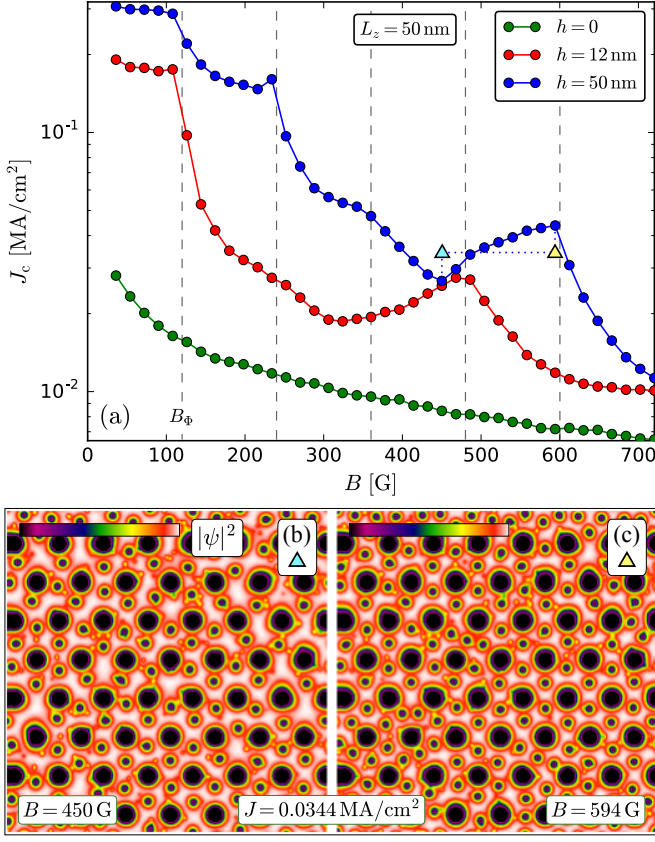 L_z = 50 nm
h = 0
h = 12 nm
h = 50 nm
10^{-1}
10^{-2}
J_c [MA/cm^2]
(a)
B_Φ
0 100 200 300 400 500 600 700
B [G]
|ψ|^2
(b)
(c)
B = 450 G
J = 0.0344 MA/cm^2
B = 594 G